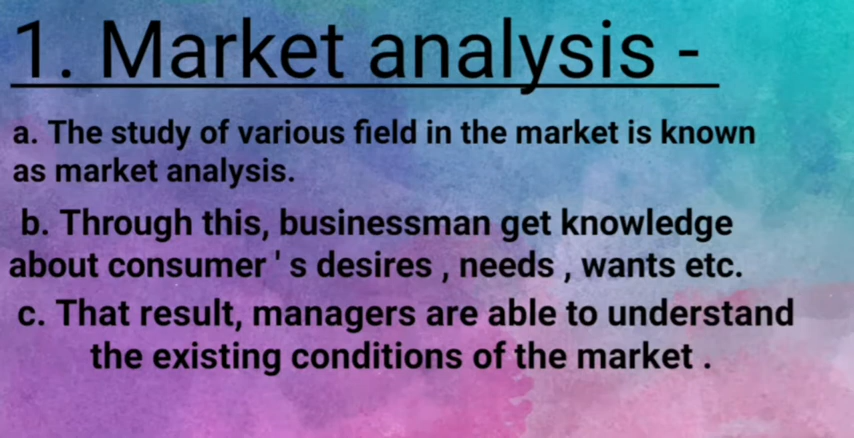 1. Market analysis -
a. The study of various field in the market is known
as market analysis.
b. Through this, businessman get knowledge
about consumer ' s desires , needs , wants etc.
c. That result, managers are able to understand
the existing conditions of the market .